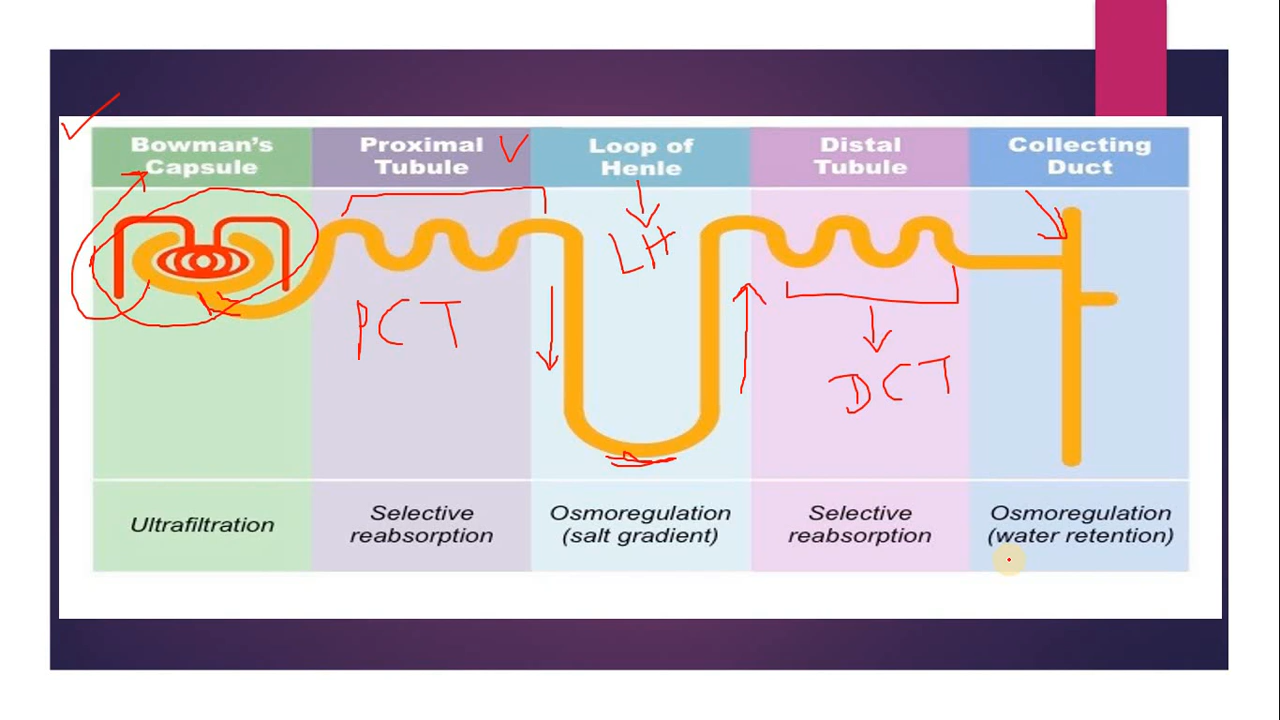 Bowman's
Capsule
Proximal
Tubule
Loop of
Henle
Distal
Tubule
Collecting
Duct
LH
PCT
DCT
Ultrafiltration
Selective
reabsorption
Osmoregulation
(salt gradient)
Selective
reabsorption
Osmoregulation
(water retention)